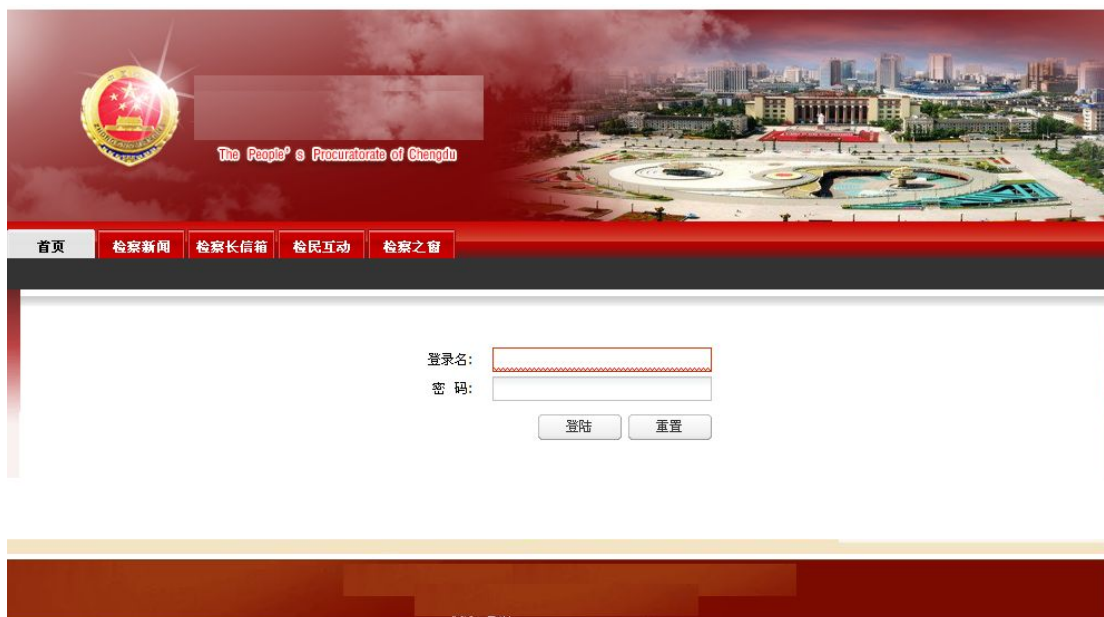 The People's Procuratorate of Chengdu
首页 检察新闻 检察长信箱 检民互动 检察之窗
登录名:
密 码:
登陆 重置